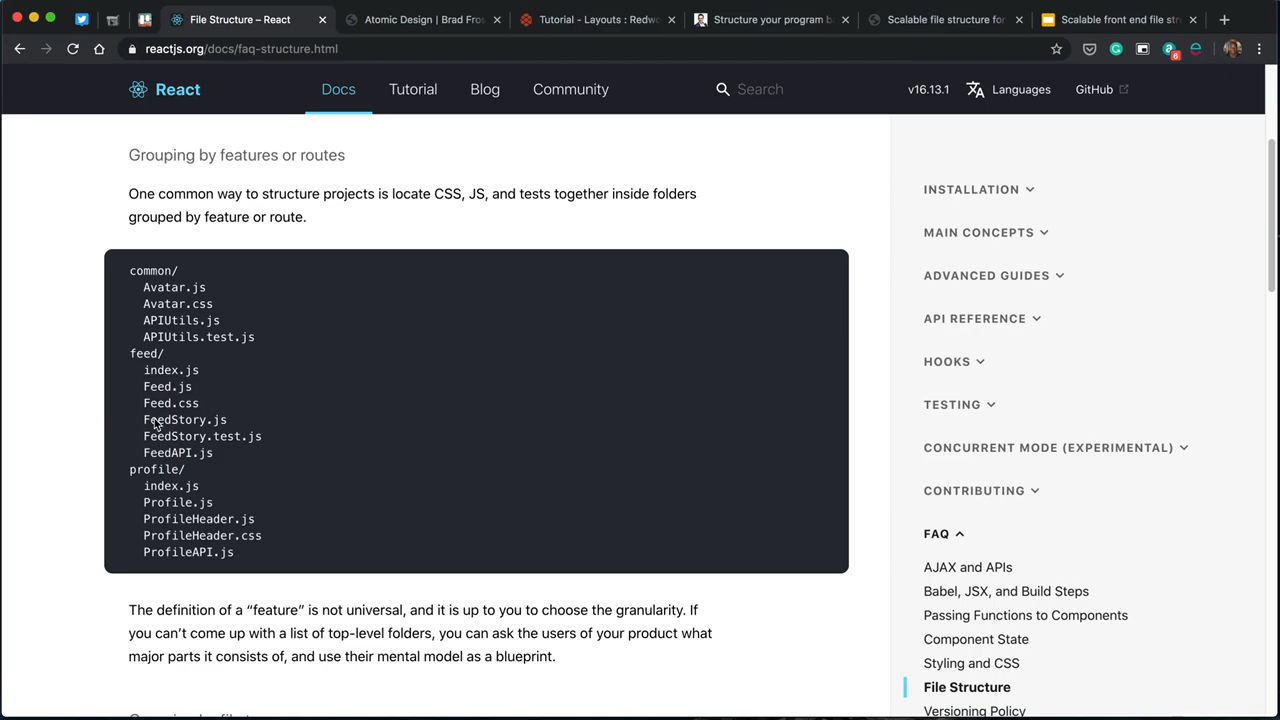 File Structure – React
Atomic Design | Brad Fros
Tutorial - Layouts : Redw
Structure your program b
Scalable file structure for
Scalable front end file str
reactjs.org/docs/faq-structure.html
6
React
Docs
Tutorial
Blog
Community
Search
v16.13.1
Languages
GitHub
Grouping by features or routes
One common way to structure projects is locate CSS, JS, and tests together inside folders
grouped by feature or route.
common/
Avatar.js
Avatar.css
APIUtils.js
APIUtils.test.js
feed/
index.js
Feed.js
Feed.css
FeedStory.js
FeedStory.test.js
FeedAPI.js
profile/
index.js
Profile.js
ProfileHeader.js
ProfileHeader.css
ProfileAPI.js
The definition of a “feature” is not universal, and it is up to you to choose the granularity. If
you can’t come up with a list of top-level folders, you can ask the users of your product what
major parts it consists of, and use their mental model as a blueprint.
INSTALLATION
MAIN CONCEPTS
ADVANCED GUIDES
API REFERENCE
HOOKS
TESTING
CONCURRENT MODE (EXPERIMENTAL)
CONTRIBUTING
FAQ
AJAX and APIs
Babel, JSX, and Build Steps
Passing Functions to Components
Component State
Styling and CSS
File Structure
Versioning Policy